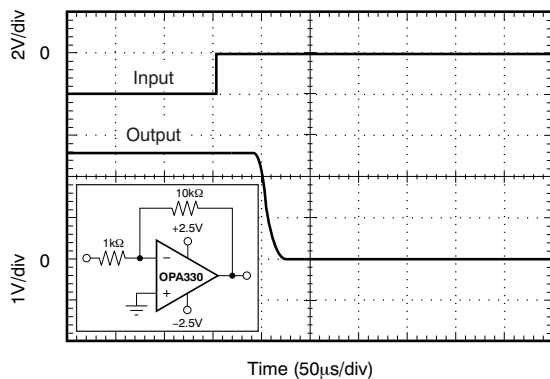 2V/div
0
Input
Output
10kΩ
+2.5V
1kΩ
−
OPA330
+
−2.5V
0
1V/div
Time (50μs/div)